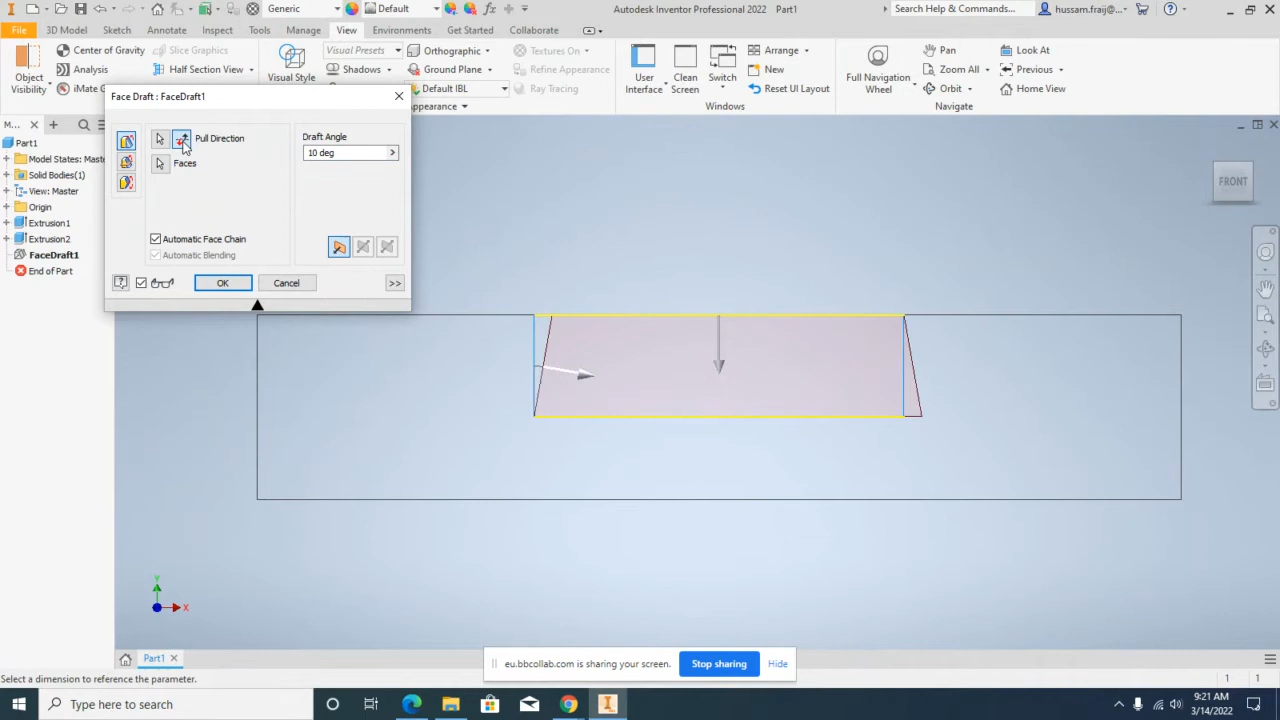 Generic
Default
Autodesk Inventor Professional 2022 Part1
Search Help & Commands...
hussam.fraij@...
File 3D Model Sketch Annotate Inspect Tools Manage View Environments Get Started Collaborate
Object Visibility
Center of Gravity
Analysis
iMate G
Slice Graphics
Half Section View
Visual Style
Visual Presets
Shadows
Orthographic
Ground Plane
Default IBL
Textures On
Refine Appearance
Ray Tracing
Appearance
User Interface
Clean Screen
Switch
Arrange
New
Reset UI Layout
Windows
Full Navigation Wheel
Pan
Zoom All
Orbit
Look At
Previous
Home View
Navigate
Face Draft : FaceDraft1
Pull Direction
Faces
Draft Angle
10 deg
Automatic Face Chain
Automatic Blending
OK
Cancel
>>
M...
Part1
Model States: Maste
Solid Bodies(1)
View: Master
Origin
Extrusion1
Extrusion2
FaceDraft1
End of Part
FRONT
Y
X
Part1
eu.bbcollab.com is sharing your screen.
Stop sharing
Hide
Select a dimension to reference the parameter.
1 1
Type here to search
9:21 AM
3/14/2022